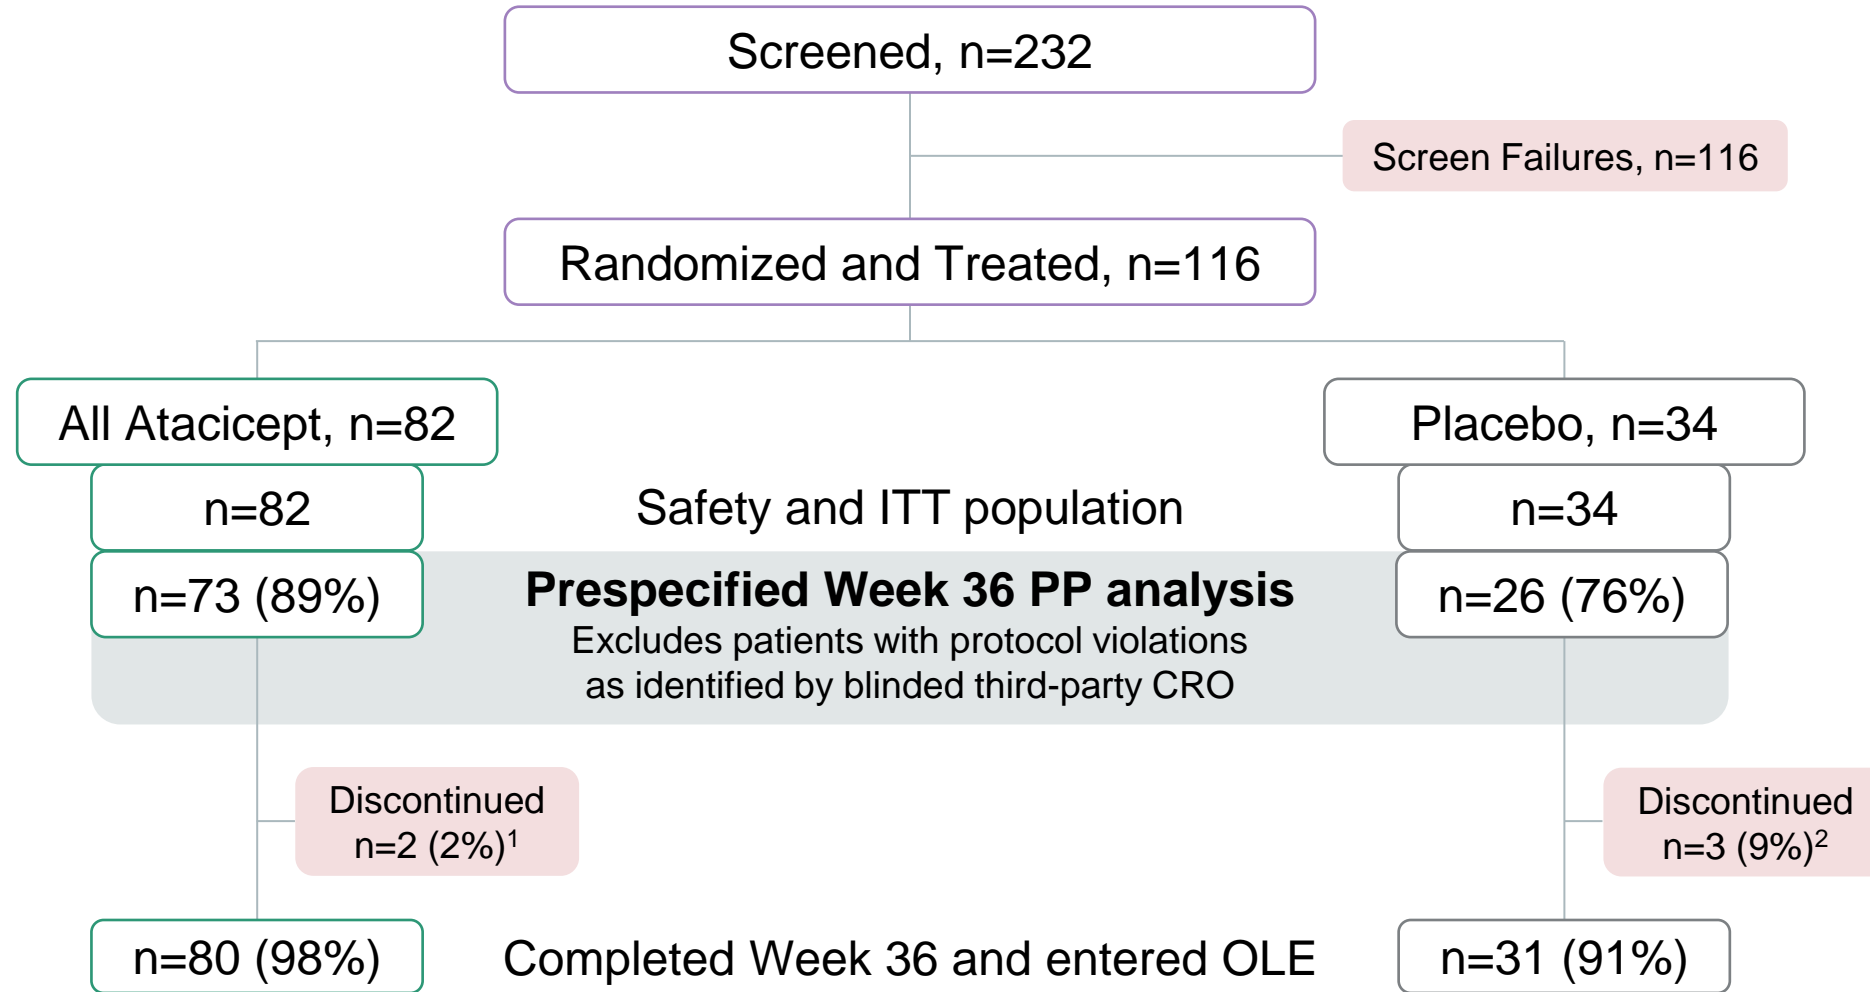 Screened, n=232
Screen Failures, n=116
Randomized and Treated, n=116
All Atacicept, n=82
Placebo, n=34
n=82
Safety and ITT population
n=34
n=73 (89%)
Prespecified Week 36 PP analysis
Excludes patients with protocol violations
as identified by blinded third-party CRO
n=26 (76%)
Discontinued
n=2 (2%)¹
Discontinued
n=3 (9%)²
n=80 (98%)
Completed Week 36 and entered OLE
n=31 (91%)